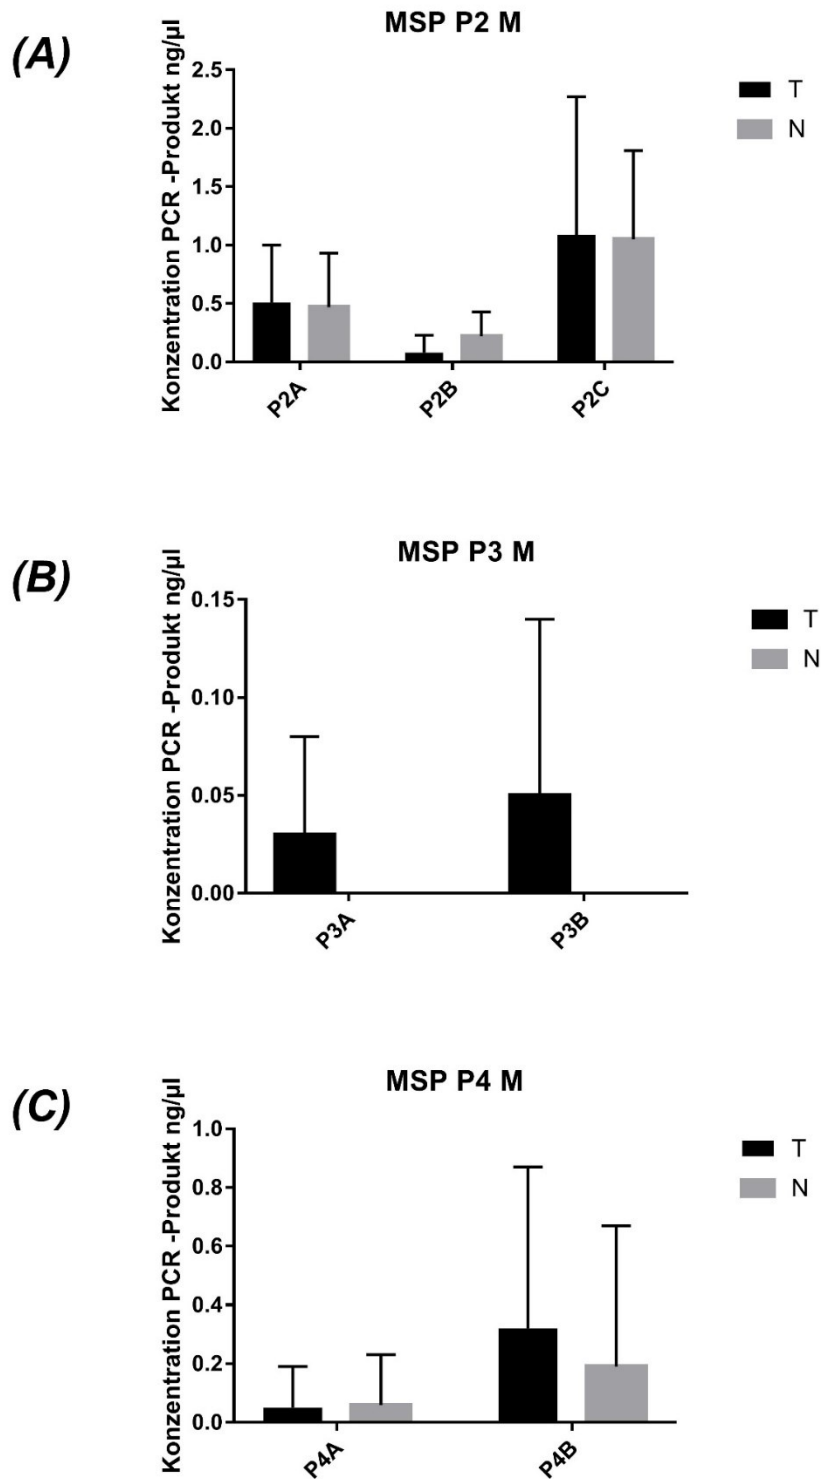 (A)
MSP P2 M
Konzentration PCR -Produkt ng/µl
2.5
2.0
1.5
1.0
0.5
0.0
P2A
P2B
P2C
T
N
(B)
MSP P3 M
Konzentration PCR -Produkt ng/µl
0.15
0.10
0.05
0.00
P3A
P3B
T
N
(C)
MSP P4 M
Konzentration PCR -Produkt ng/µl
1.0
0.8
0.6
0.4
0.2
0.0
P4A
P4B
T
N